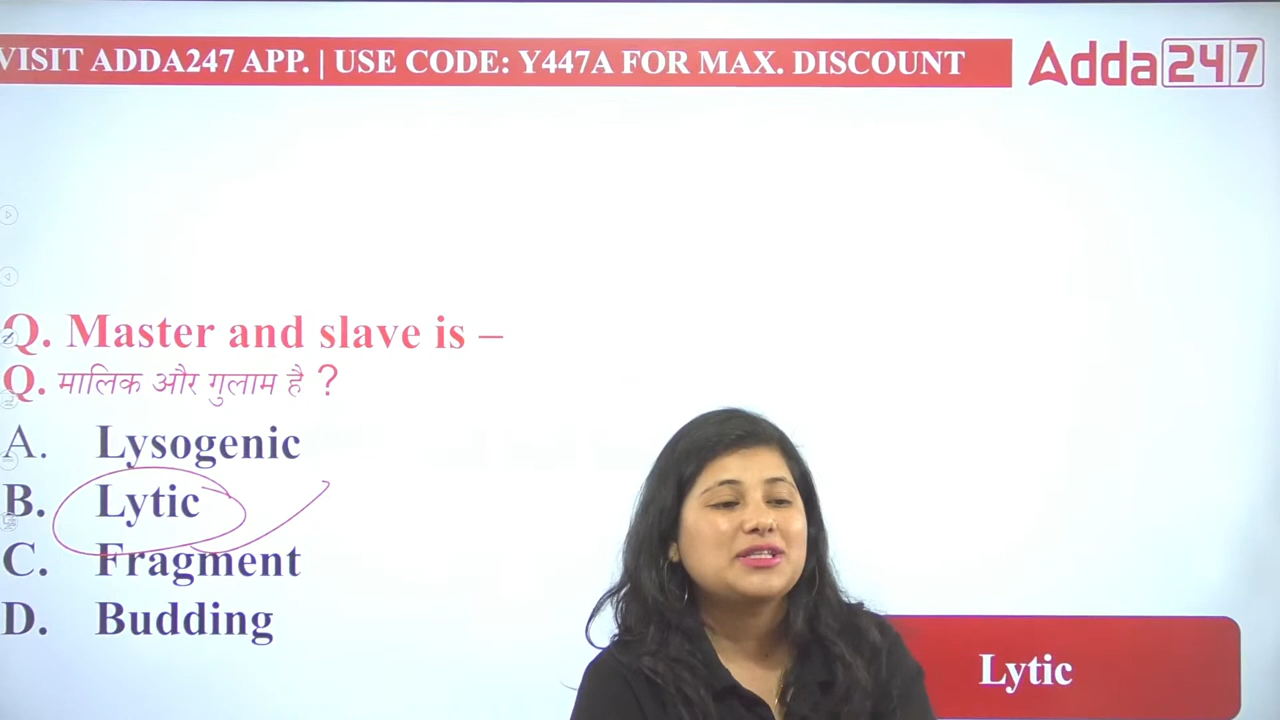 VISIT ADDA247 APP. | USE CODE: Y447A FOR MAX. DISCOUNT
Adda247
Q. Master and slave is –
Q. मालिक और गुलाम है ?
A. Lysogenic
B. Lytic
C. Fragment
D. Budding
Lytic